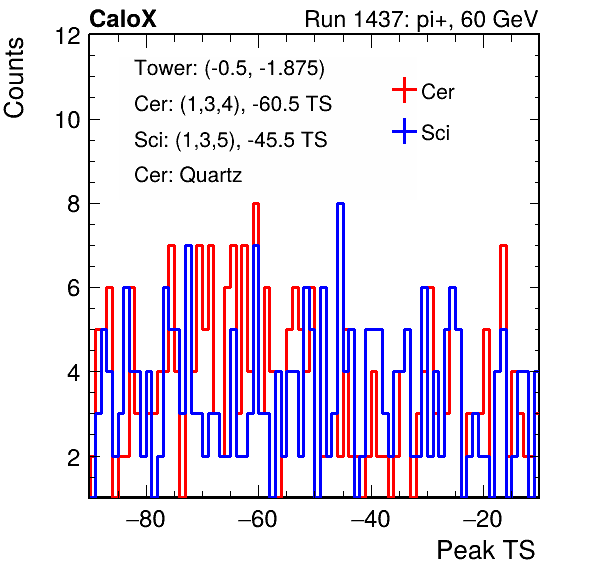 CaloX Run 1437: pi+, 60 GeV
Counts
12
10
8
6
4
2
Tower: (-0.5, -1.875)
Cer: (1,3,4), -60.5 TS
Sci: (1,3,5), -45.5 TS
Cer: Quartz
Cer
Sci
−80 −60 −40 −20
Peak TS